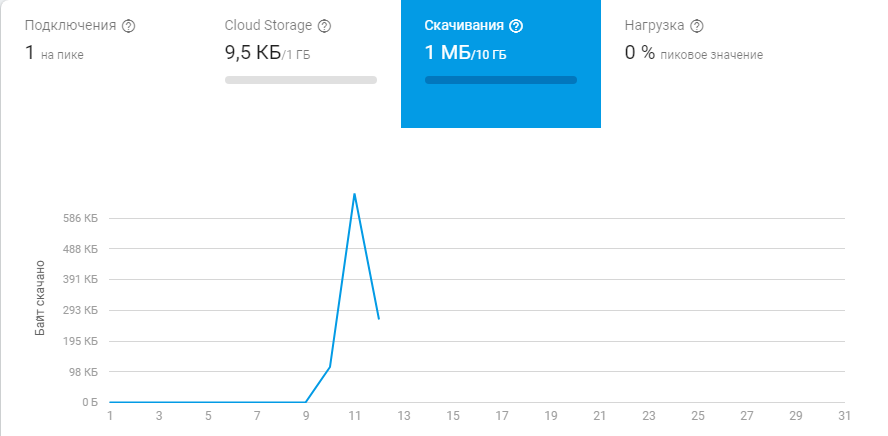 Подключения ? Cloud Storage ? Скачивания ? Нагрузка ?
1 на пике 9,5 КБ/1 ГБ 1 МБ/10 ГБ 0 % пиковое значение
586 КБ
488 КБ
391 КБ
293 КБ
195 КБ
98 КБ
0 Б
Байт скачано
1 3 5 7 9 11 13 15 17 19 21 23 25 27 29 31